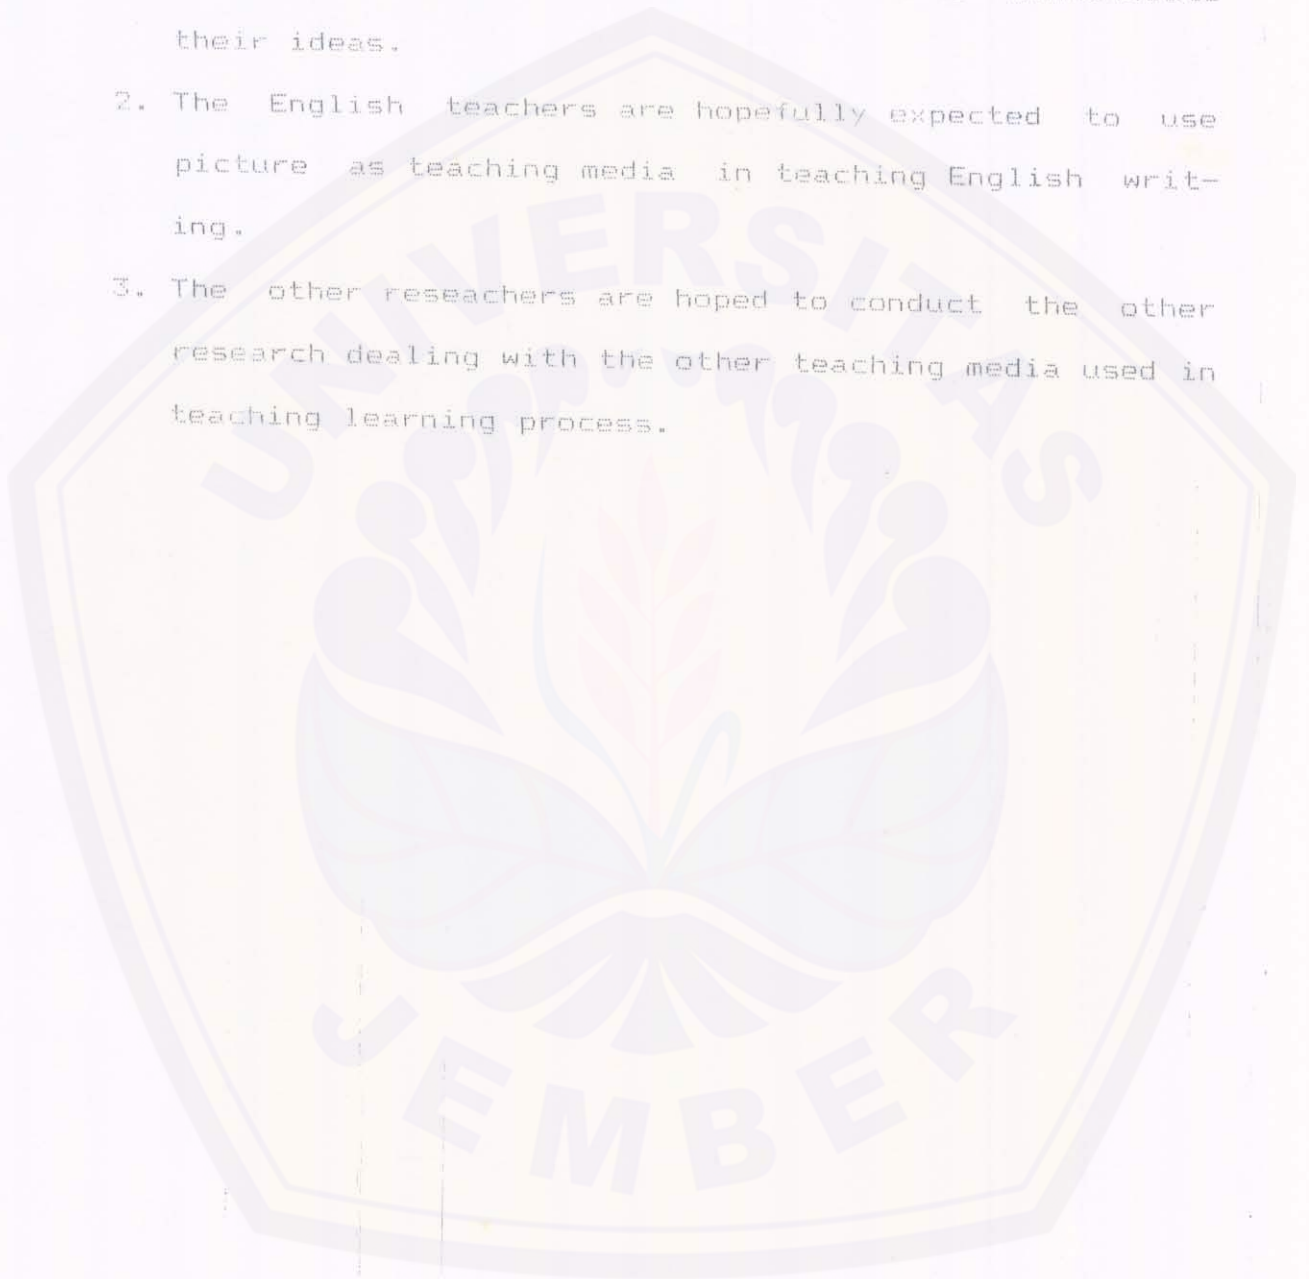 their ideas.
2. The English teachers are hopefully expected to use
picture as teaching media in teaching English writ-
ing.
3. The other reseachers are hoped to conduct the other
research dealing with the other teaching media used in
teaching learning process.
UNIVERSITAS
JEMBER